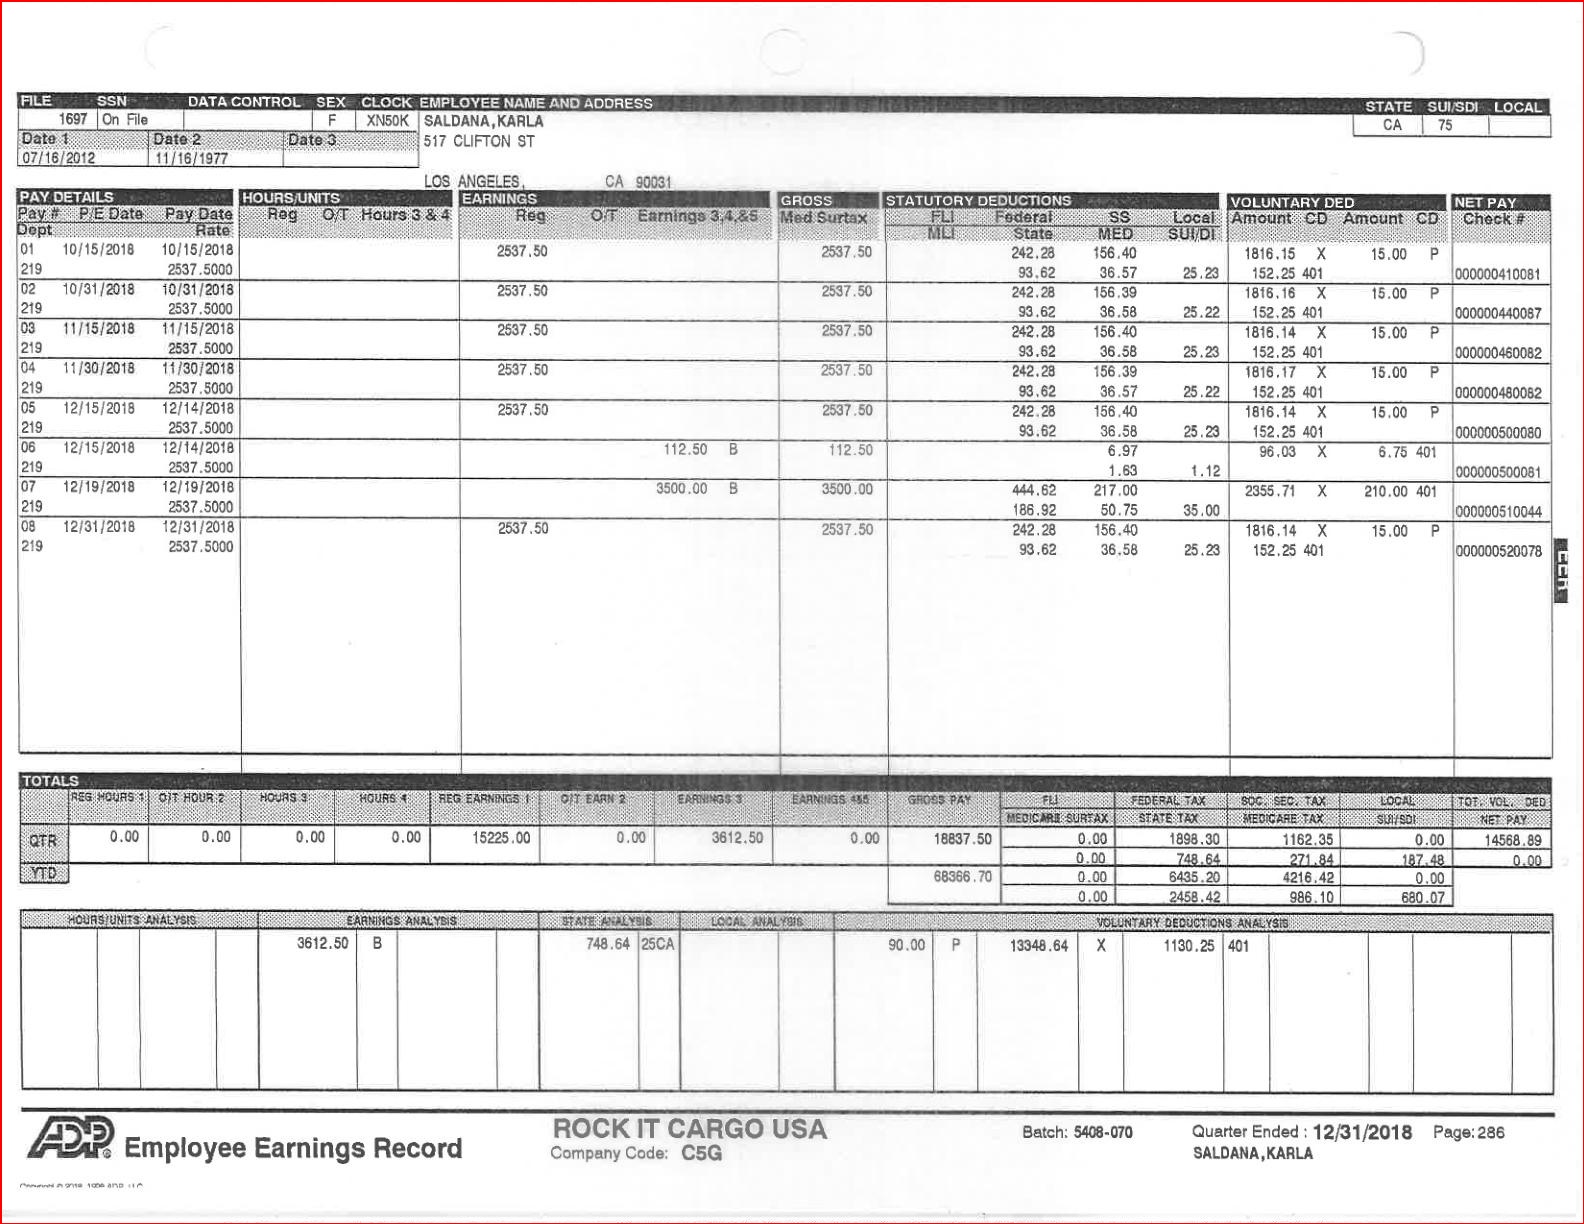 FILE SSN DATA CONTROL SEX CLOCK EMPLOYEE NAME AND ADDRESS STATE SUI/SDI LOCAL
1697 On File F XN50K SALDANA,KARLA CA 75
Date 1 Date 2 Date 3 517 CLIFTON ST
07/16/2012 11/16/1977
LOS ANGELES, CA 90031
PAY DETAILS HOURS/UNITS EARNINGS GROSS STATUTORY DEDUCTIONS VOLUNTARY DED NET PAY
Pay # P/E Date Pay Date Reg O/T Hours 3 & 4 Reg O/T Earnings 3,4,&5 Med Surtax FLI Federal SS Local Amount CD Amount CD Check #
Dept Rate MLI State MED SUI/DI
01 10/15/2018 10/15/2018 2537.50 2537.50 242.28 156.40 1816.15 X 15.00 P
219 2537.5000 93.62 36.57 25.23 152.25 401 000000410081
02 10/31/2018 10/31/2018 2537.50 2537.50 242.28 156.39 1816.16 X 15.00 P
219 2537.5000 93.62 36.58 25.22 152.25 401 000000440087
03 11/15/2018 11/15/2018 2537.50 2537.50 242.28 156.40 1816.14 X 15.00 P
219 2537.5000 93.62 36.58 25.23 152.25 401 000000460082
04 11/30/2018 11/30/2018 2537.50 2537.50 242.28 156.39 1816.17 X 15.00 P
219 2537.5000 93.62 36.57 25.22 152.25 401 000000480082
05 12/15/2018 12/14/2018 2537.50 2537.50 242.28 156.40 1816.14 X 15.00 P
219 2537.5000 93.62 36.58 25.23 152.25 401 000000500080
06 12/15/2018 12/14/2018 112.50 B 112.50 6.97 96.03 X 6.75 401
219 2537.5000 1.63 1.12 000000500081
07 12/19/2018 12/19/2018 3500.00 B 3500.00 444.62 217.00 2355.71 X 210.00 401
219 2537.5000 186.92 50.75 35.00 000000510044
08 12/31/2018 12/31/2018 2537.50 2537.50 242.28 156.40 1816.14 X 15.00 P
219 2537.5000 93.62 36.58 25.23 152.25 401 000000520078
EER
TOTALS
REG HOURS 1 O/T HOUR 2 HOURS 3 HOURS 4 REG EARNINGS 1 O/T EARN 2 EARNINGS 3 EARNINGS 4&5 GROSS PAY FLI FEDERAL TAX SOC. SEC. TAX LOCAL TOT. VOL. DED
MEDICARE SURTAX STATE TAX MEDICARE TAX SUI/SDI NET PAY
QTR 0.00 0.00 0.00 0.00 15225.00 0.00 3612.50 0.00 18837.50 0.00 1898.30 1162.35 0.00 14568.89
0.00 748.64 271.84 187.48 0.00
YTD 68366.70 0.00 6435.20 4216.42 0.00
0.00 2458.42 986.10 680.07
HOURS/UNITS ANALYSIS EARNINGS ANALYSIS STATE ANALYSIS LOCAL ANALYSIS VOLUNTARY DEDUCTIONS ANALYSIS
3612.50 B 748.64 25CA 90.00 P 13348.64 X 1130.25 401
ADP Employee Earnings Record
ROCK IT CARGO USA
Company Code: C5G
Batch: 5408-070
Quarter Ended : 12/31/2018 Page: 286
SALDANA,KARLA